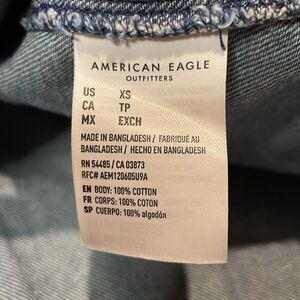 AMERICAN EAGLE
OUTFITTERS
US XS
CA TP
MX EXCH
MADE IN BANGLADESH / FABRIQUÉ AU
BANGLADESH / HECHO EN BANGLADESH
RN 54485 / CA 03873
RFC# AEM120605U9A
EN BODY: 100% COTTON
FR CORPS: 100% COTON
SP CUERPO: 100% algodón